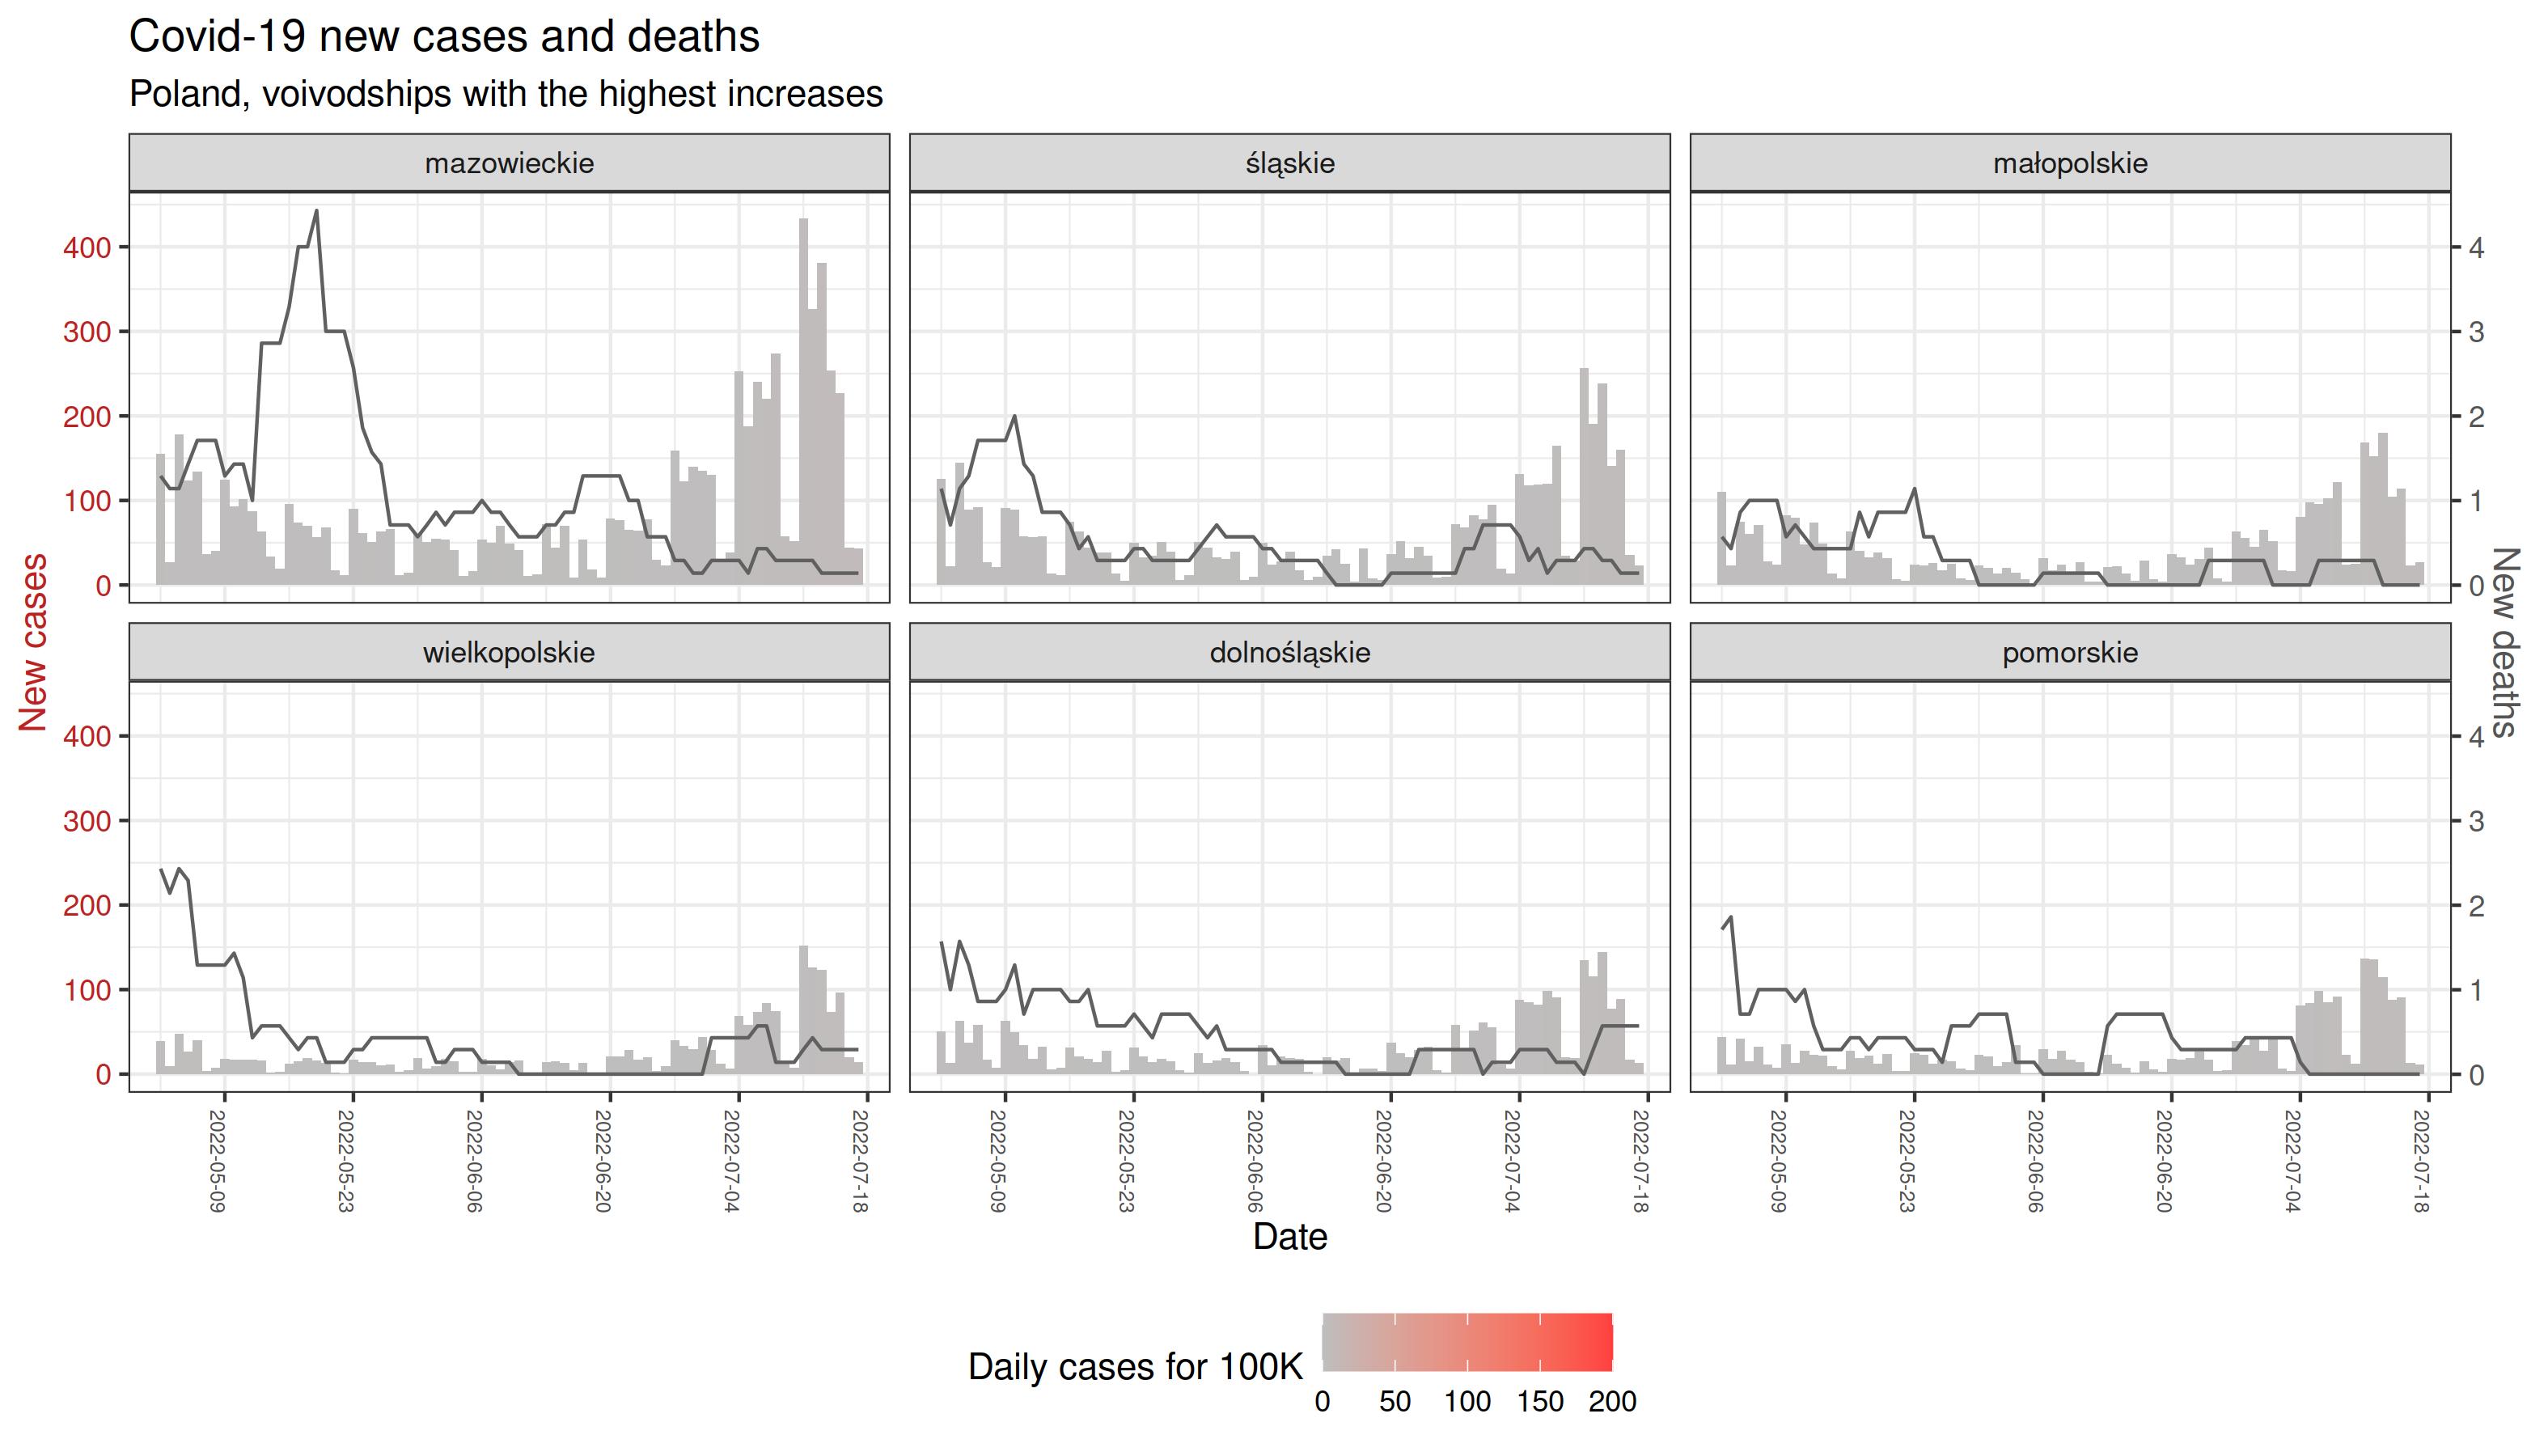 Covid-19 new cases and deaths
Poland, voivodships with the highest increases
mazowieckie
śląskie
małopolskie
400
300
200
100
0
4
3
2
1
0
New cases
New deaths
wielkopolskie
dolnośląskie
pomorskie
400
300
200
100
0
4
3
2
1
0
2022-05-09
2022-05-23
2022-06-06
2022-06-20
2022-07-04
2022-07-18
2022-05-09
2022-05-23
2022-06-06
2022-06-20
2022-07-04
2022-07-18
2022-05-09
2022-05-23
2022-06-06
2022-06-20
2022-07-04
2022-07-18
Date
Daily cases for 100K
0 50 100 150 200